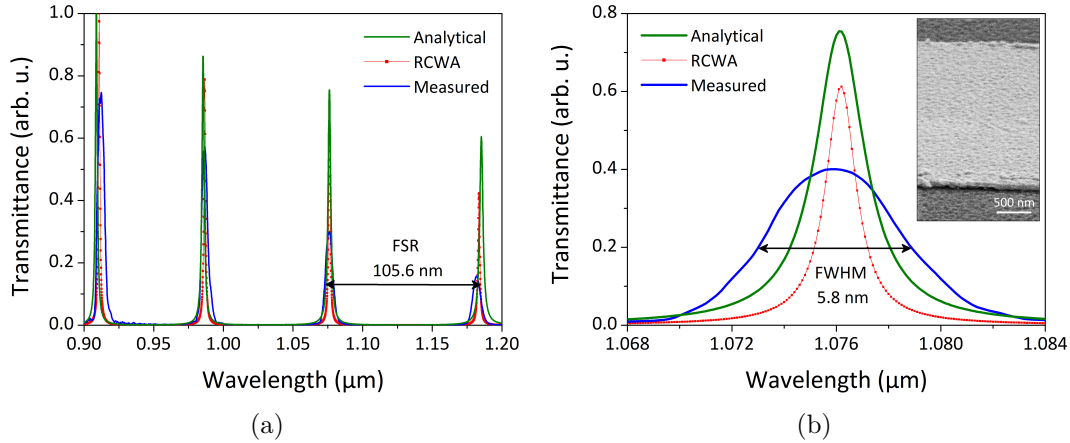 Transmittance (arb. u.)
1.0
0.8
0.6
0.4
0.2
0.0
0.90
0.95
1.00
1.05
1.10
1.15
1.20
Wavelength (µm)
Analytical
RCWA
Measured
FSR
105.6 nm
(a)
Transmittance (arb. u.)
0.8
0.6
0.4
0.2
0.0
1.068
1.072
1.076
1.080
1.084
Wavelength (µm)
Analytical
RCWA
Measured
FWHM
5.8 nm
500 nm
(b)